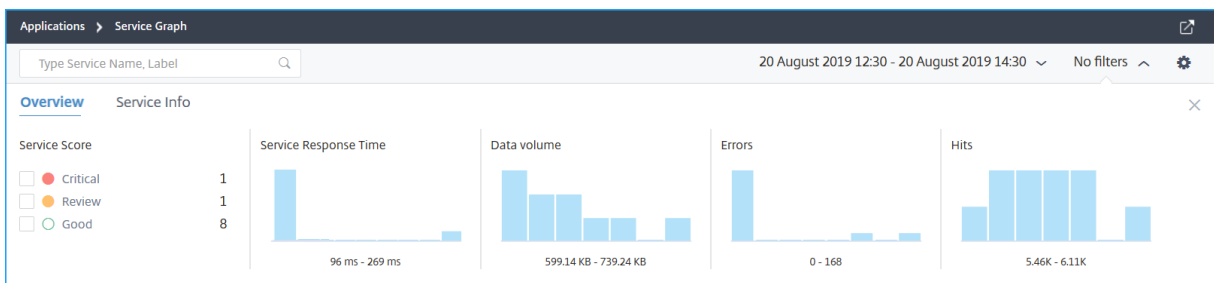 Applications > Service Graph
Type Service Name, Label
20 August 2019 12:30 - 20 August 2019 14:30
No filters
Overview Service Info
Service Score
Critical 1
Review 1
Good 8
Service Response Time
96 ms - 269 ms
Data volume
599.14 KB - 739.24 KB
Errors
0 - 168
Hits
5.46K - 6.11K